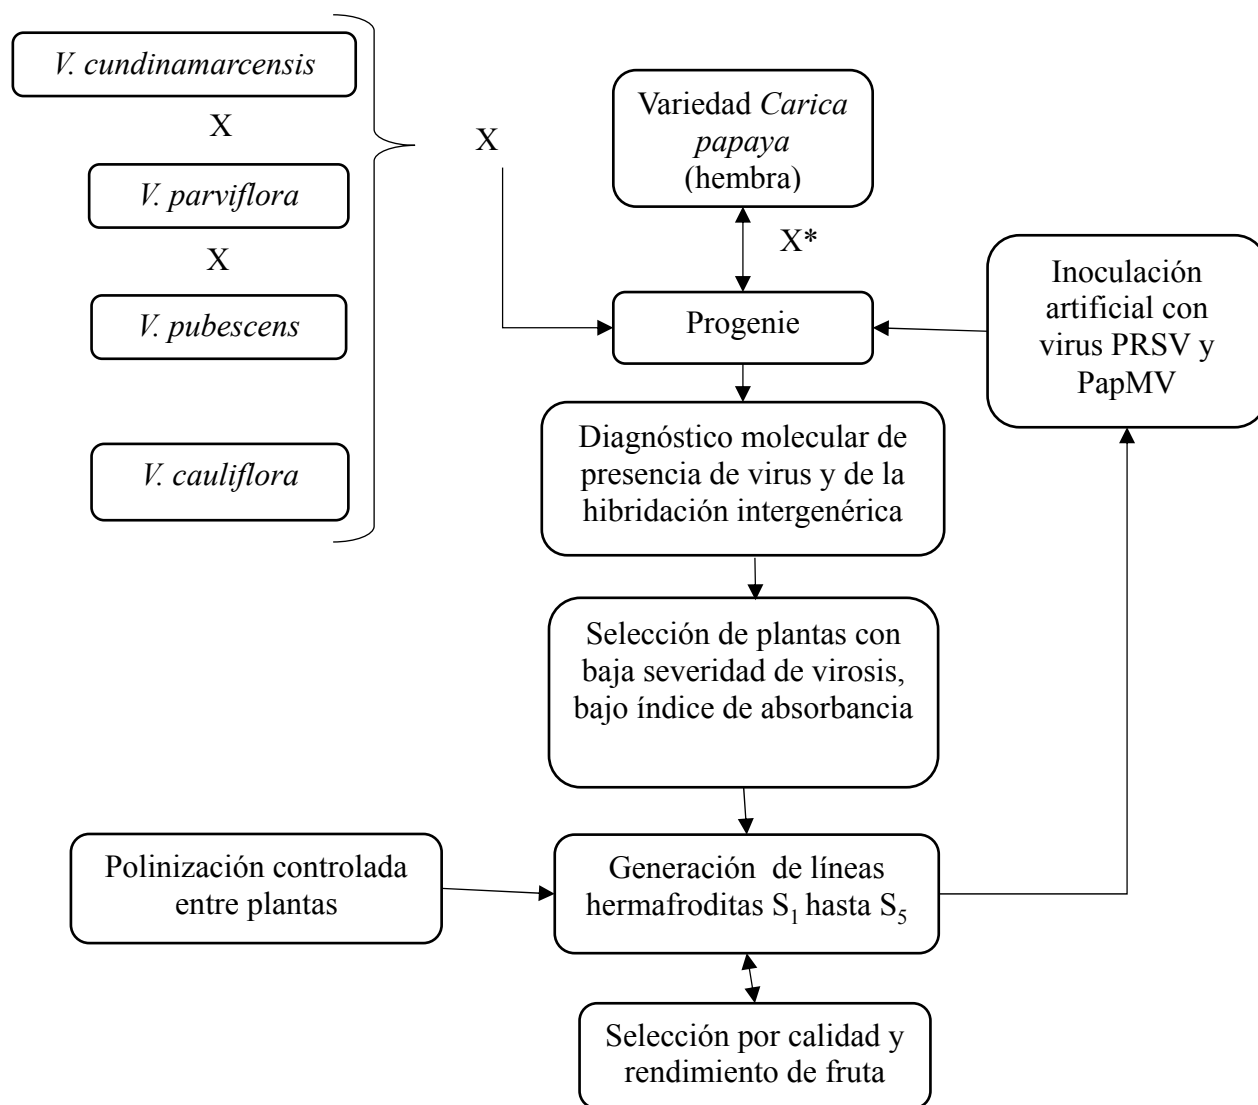 V. cundinamarcensis
X
V. parviflora
X
V. pubescens
V. cauliflora
X
Variedad Carica
papaya
(hembra)
X*
Progenie
Inoculación
artificial con
virus PRSV y
PapMV
Diagnóstico molecular de
presencia de virus y de la
hibridación intergenérica
Selección de plantas con
baja severidad de virosis,
bajo índice de absorbancia
Polinización controlada
entre plantas
Generación de líneas
hermafroditas S₁ hasta S₅
Selección por calidad y
rendimiento de fruta